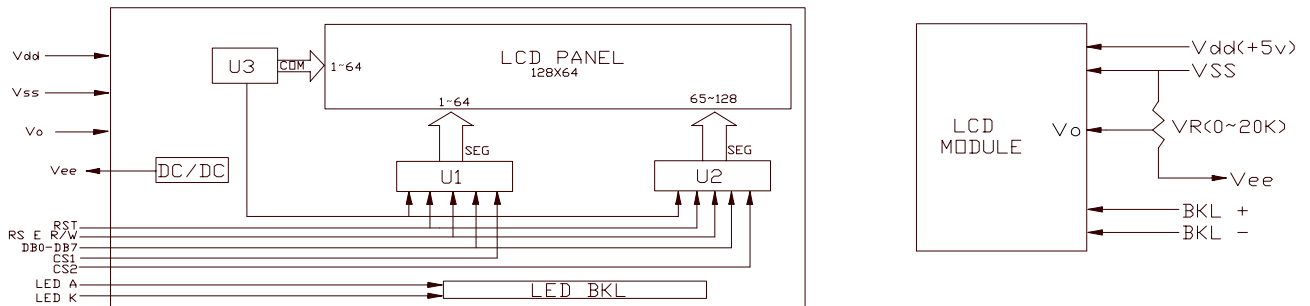 Vdd
Vss
Vo
Vee
DC/DC
U3
COM
1~64
LCD PANEL
128X64
1~64
65~128
SEG
SEG
U1
U2
RST
RS E R/W
DB0-DB7
CS1
CS2
LED A
LED K
LED BKL
LCD
MODULE
Vo
Vdd(+5v)
VSS
VR(0~20K)
Vee
BKL +
BKL -